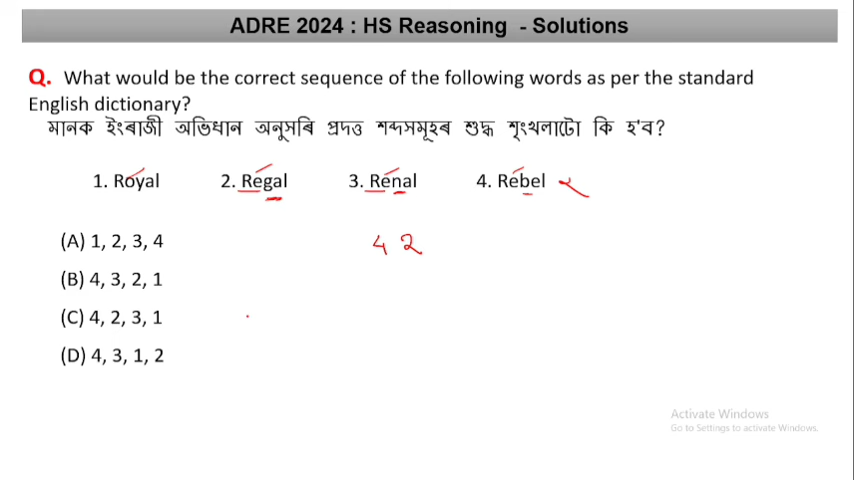 ADRE 2024 : HS Reasoning - Solutions
Q. What would be the correct sequence of the following words as per the standard
English dictionary?
মানক ইংৰাজী অভিধান অনুসৰি প্ৰদত্ত শব্দসমূহৰ শুদ্ধ শৃংখলাটো কি হ'ব?
1. Royal 2. Regal 3. Renal 4. Rebel
(A) 1, 2, 3, 4
4 2
(B) 4, 3, 2, 1
(C) 4, 2, 3, 1
(D) 4, 3, 1, 2
Activate Windows
Go to Settings to activate Windows.